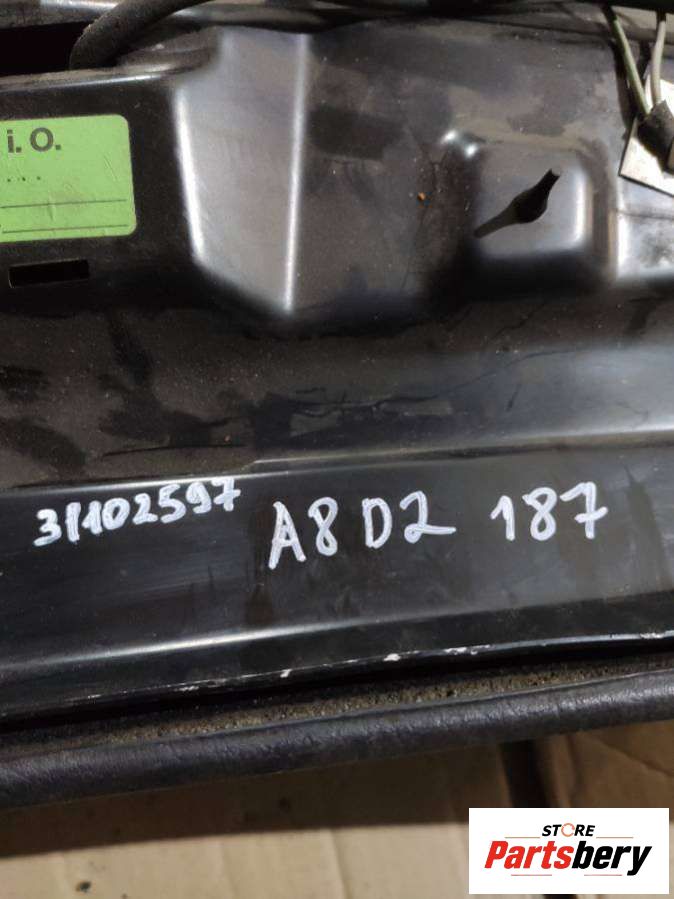 i. O.
...
31102597 A8 D2 187
STORE
Partsbery